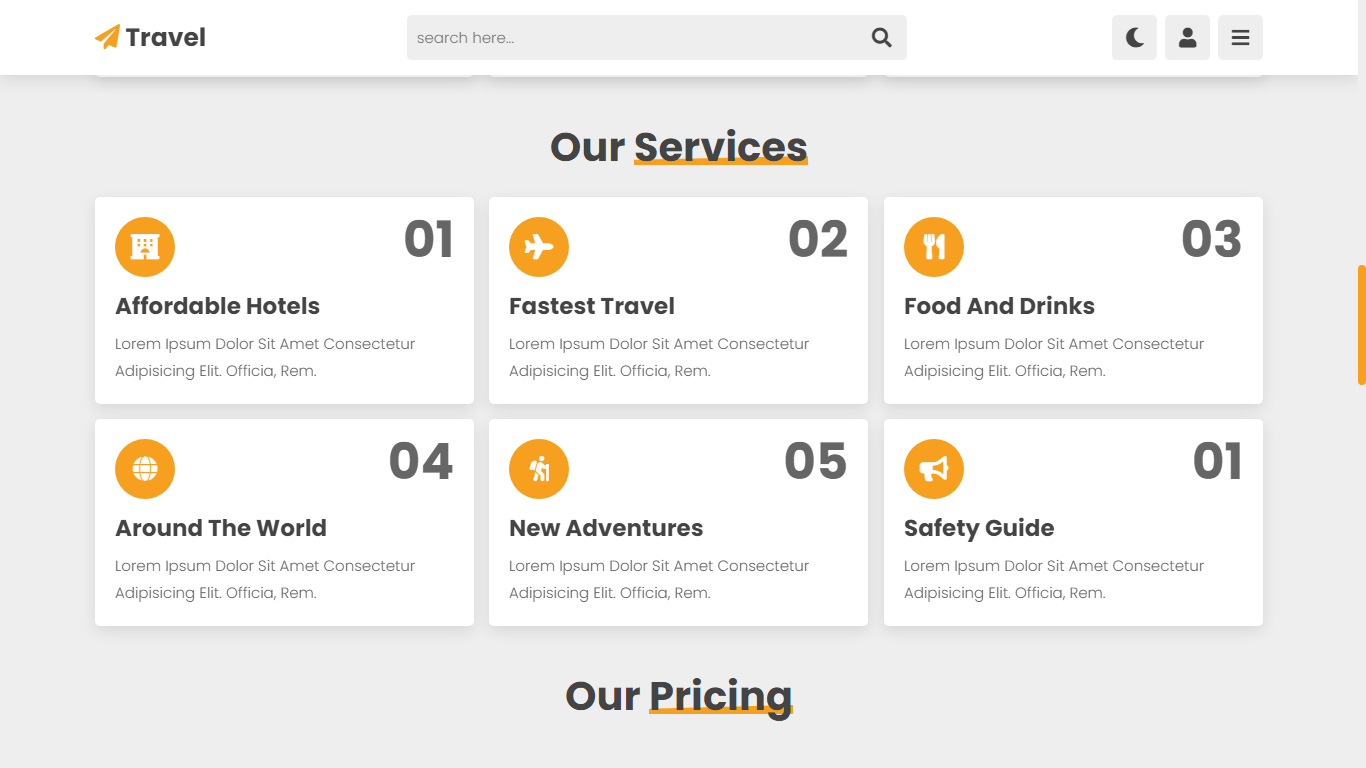 Travel
search here...
Our Services
01
Affordable Hotels
Lorem Ipsum Dolor Sit Amet Consectetur
Adipisicing Elit. Officia, Rem.
02
Fastest Travel
Lorem Ipsum Dolor Sit Amet Consectetur
Adipisicing Elit. Officia, Rem.
03
Food And Drinks
Lorem Ipsum Dolor Sit Amet Consectetur
Adipisicing Elit. Officia, Rem.
04
Around The World
Lorem Ipsum Dolor Sit Amet Consectetur
Adipisicing Elit. Officia, Rem.
05
New Adventures
Lorem Ipsum Dolor Sit Amet Consectetur
Adipisicing Elit. Officia, Rem.
01
Safety Guide
Lorem Ipsum Dolor Sit Amet Consectetur
Adipisicing Elit. Officia, Rem.
Our Pricing